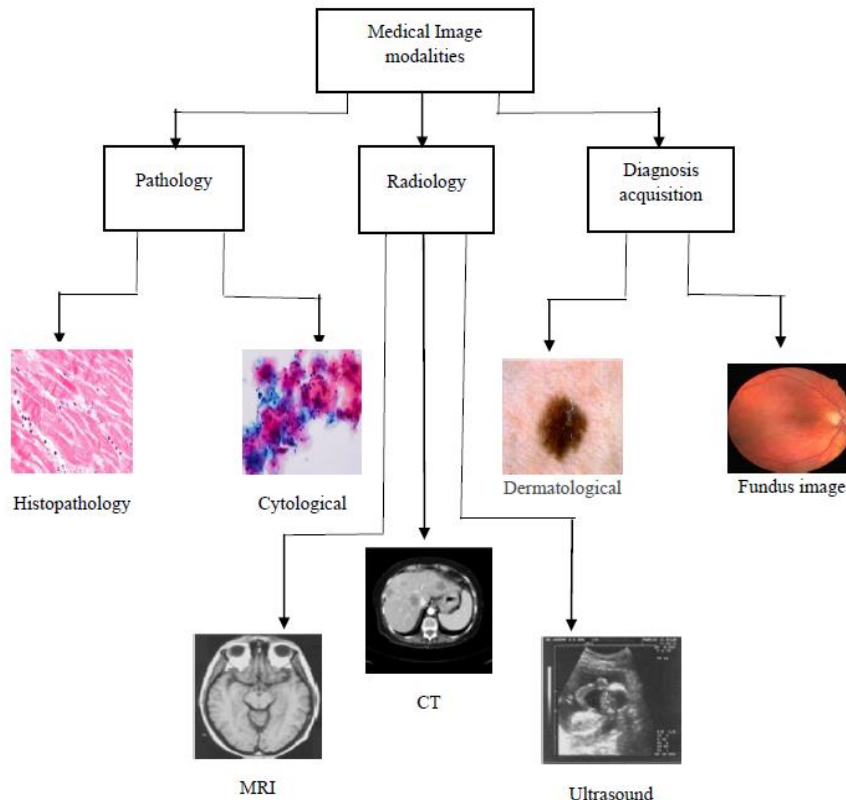 Medical Image
modalities
Pathology
Radiology
Diagnosis
acquisition
Histopathology
Cytological
Dermatological
Fundus image
CT
MRI
Ultrasound